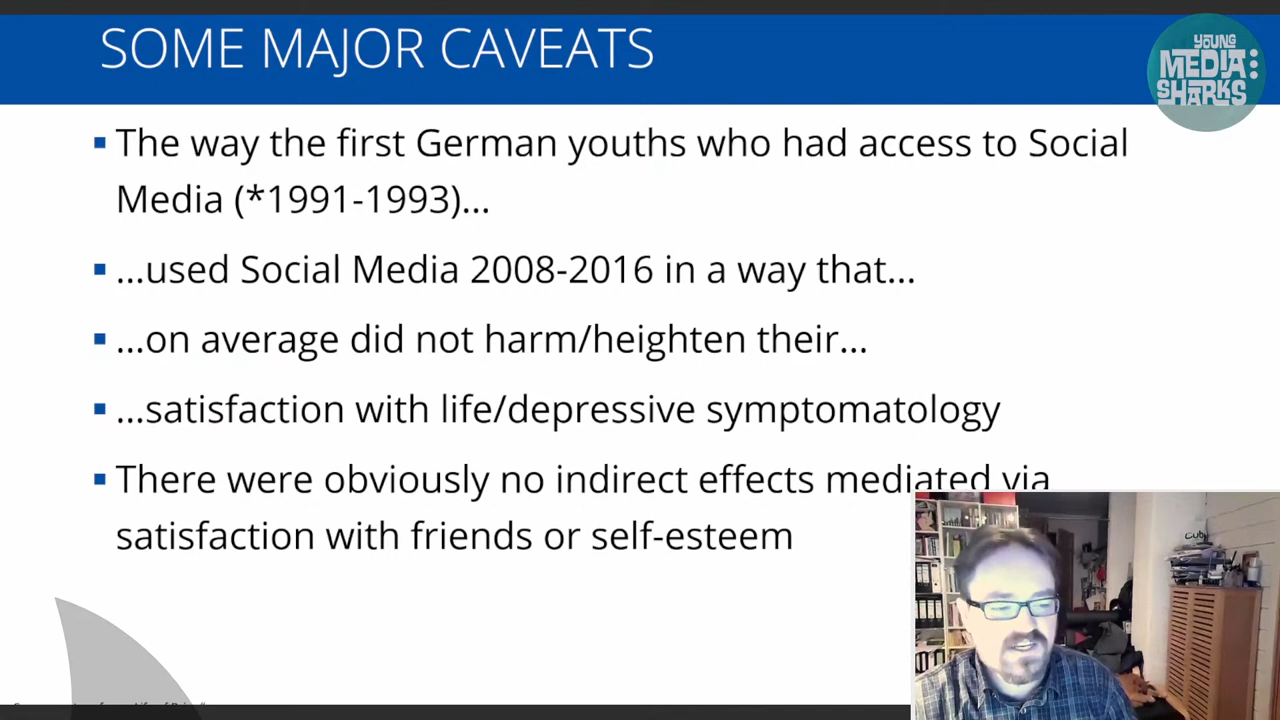 SOME MAJOR CAVEATS
YOUNG
MEDIA:
SHARKS
The way the first German youths who had access to Social
Media (*1991-1993)...
...used Social Media 2008-2016 in a way that...
...on average did not harm/heighten their...
...satisfaction with life/depressive symptomatology
There were obviously no indirect effects mediated via
satisfaction with friends or self-esteem